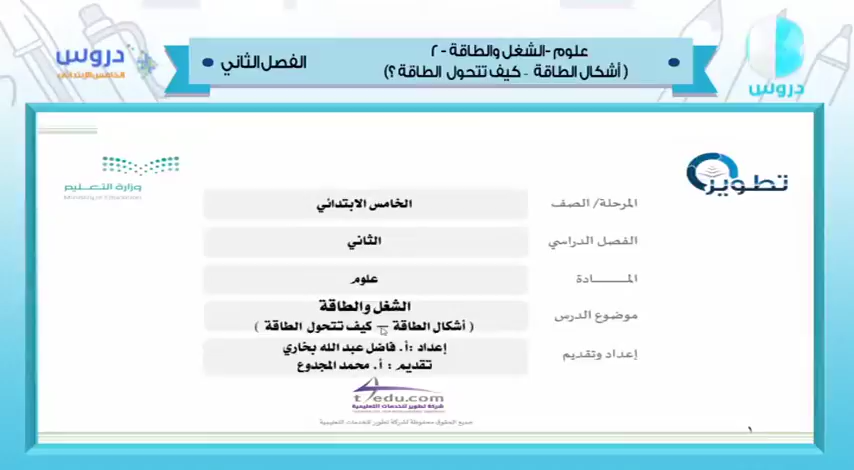 علوم -الشغل والطاقة - ٢
( أشكال الطاقة - كيف تتحول الطاقة ؟)
الفصل الثاني
دروس
الخامس الإبتدائي
دروس
وزارة التعليم
Ministry of Education
تطوير
المرحلة/ الصف
الخامس الابتدائي
الفصل الدراسي
الثاني
المــــادة
علوم
موضوع الدرس
الشغل والطاقة
( أشكال الطاقة – كيف تتحول الطاقة )
إعداد وتقديم
إعداد :أ. فاضل عبد الله بخاري
تقديم : أ. محمد المجدوع
t4edu.com
شركة تطوير للخدمات التعليمية
جميع الحقوق محفوظة لشركة تطوير للخدمات التعليمية
١